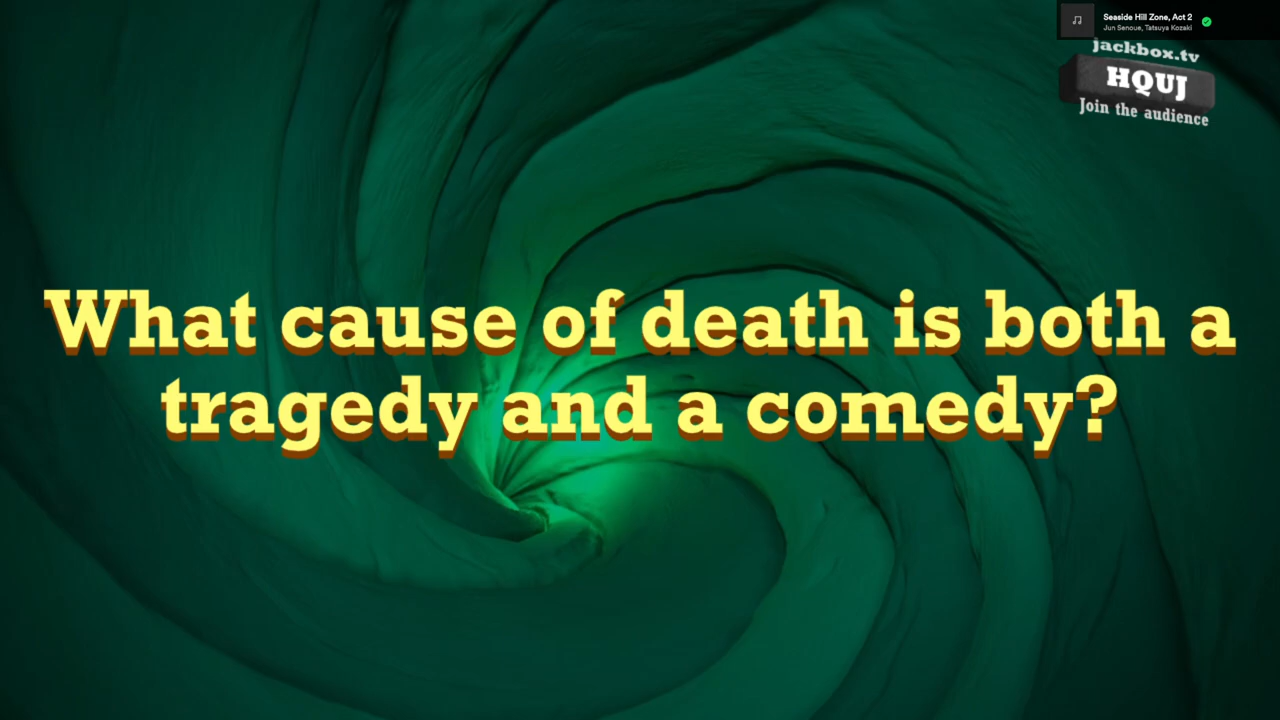 Seaside Hill Zone, Act 2
Jun Senoue, Tatsuya Kozaki
jackbox.tv
HQUJ
Join the audience
What cause of death is both a
tragedy and a comedy?